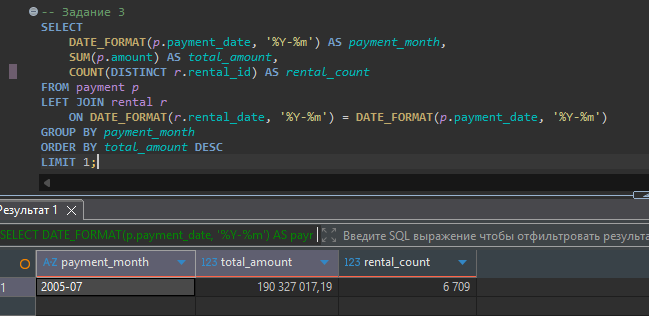 -- Задание 3
SELECT
DATE_FORMAT(p.payment_date, '%Y-%m') AS payment_month,
SUM(p.amount) AS total_amount,
COUNT(DISTINCT r.rental_id) AS rental_count
FROM payment p
LEFT JOIN rental r
ON DATE_FORMAT(r.rental_date, '%Y-%m') = DATE_FORMAT(p.payment_date, '%Y-%m')
GROUP BY payment_month
ORDER BY total_amount DESC
LIMIT 1;
Результат 1
SELECT DATE_FORMAT(p.payment_date, '%Y-%m') AS payr Введите SQL выражение чтобы отфильтровать результа
A-Z payment_month 123 total_amount 123 rental_count
1 2005-07 190 327 017,19 6 709